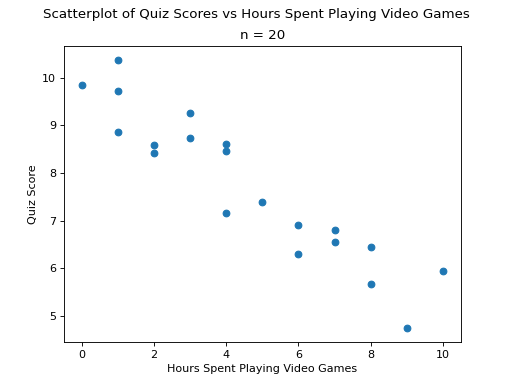 Scatterplot of Quiz Scores vs Hours Spent Playing Video Games
n = 20
10
9
8
7
6
5
Quiz Score
0 2 4 6 8 10
Hours Spent Playing Video Games